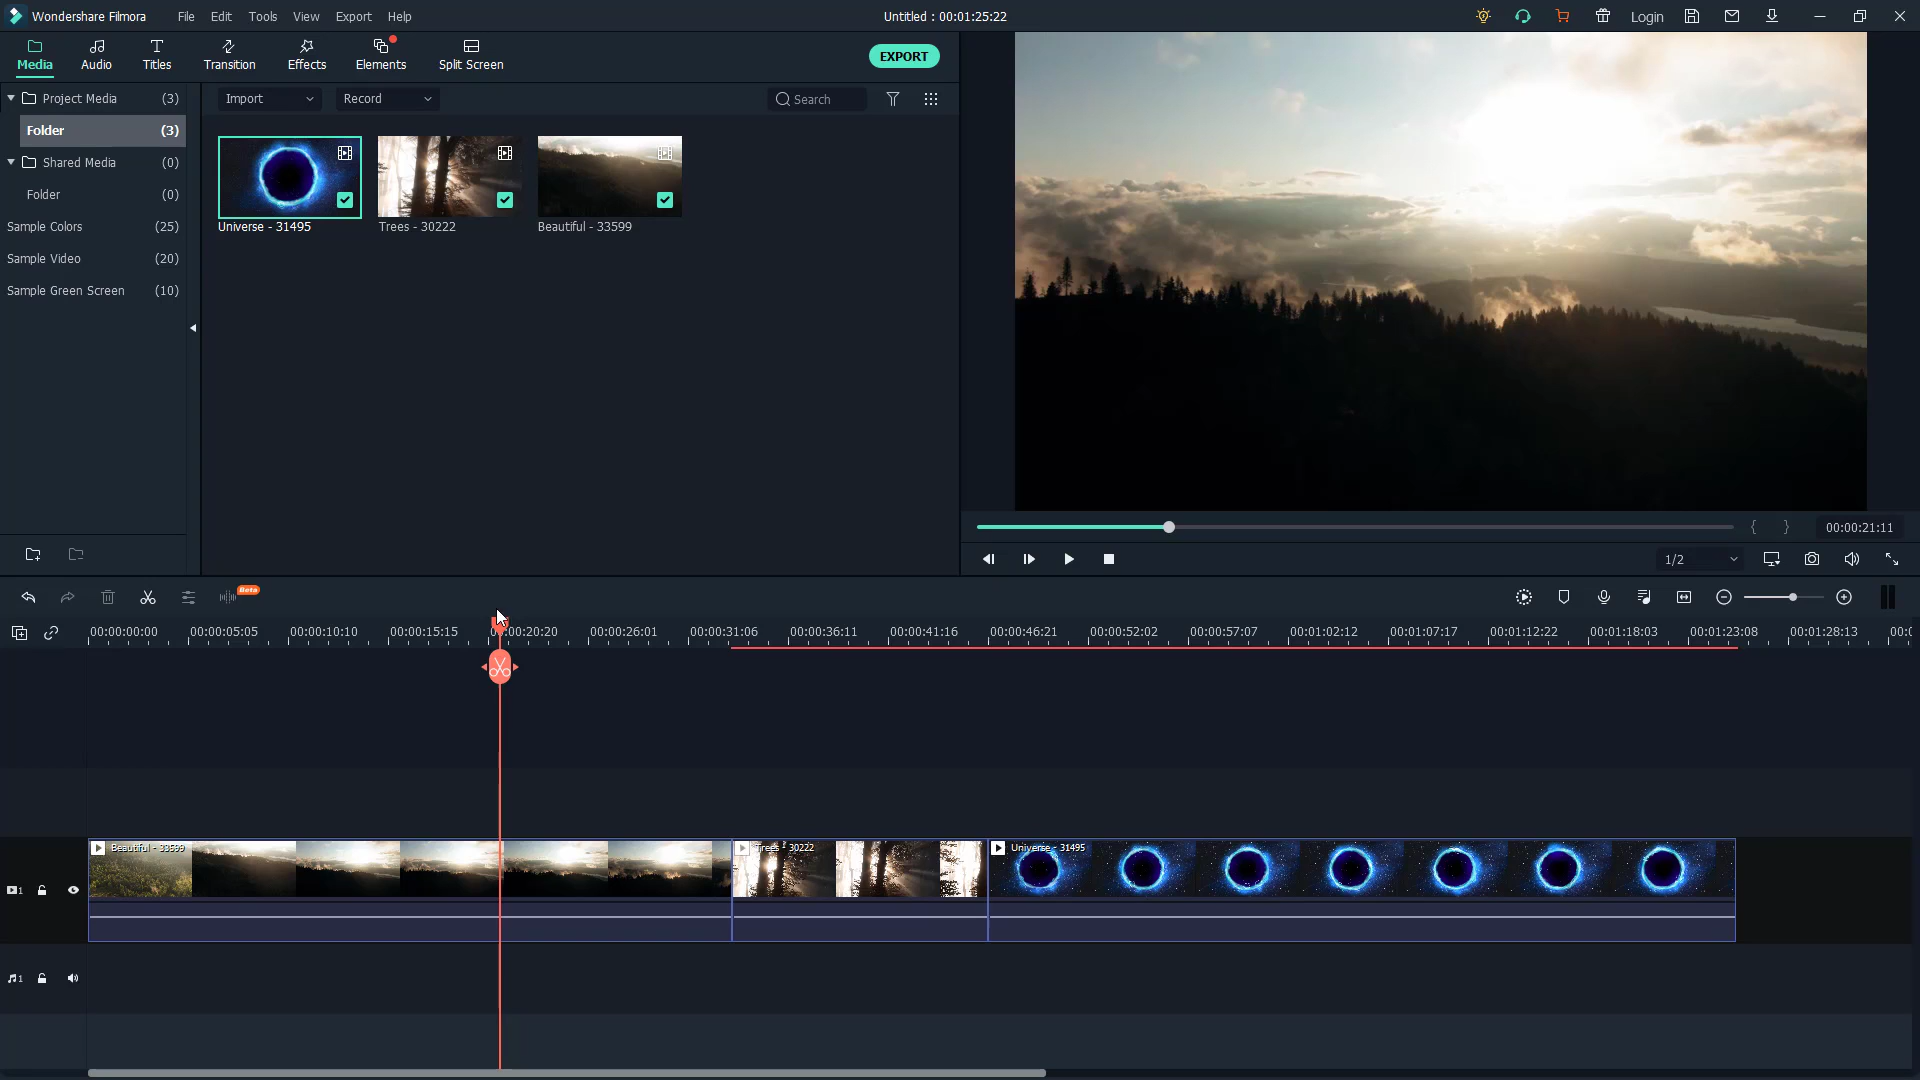 Wondershare Filmora File Edit Tools View Export Help Untitled : 00:01:25:22 Login
Media Audio Titles Transition Effects Elements Split Screen EXPORT
Project Media (3)
Import Record Search
Folder (3)
Shared Media (0)
Folder (0)
Sample Colors (25)
Universe - 31495 Trees - 30222 Beautiful - 33599
Sample Video (20)
Sample Green Screen (10)
{ } 00:00:21:11
1/2
Beta
00:00:00:00 00:00:05:05 00:00:10:10 00:00:15:15 00:00:20:20 00:00:26:01 00:00:31:06 00:00:36:11 00:00:41:16 00:00:46:21 00:00:52:02 00:00:57:07 00:01:02:12 00:01:07:17 00:01:12:22 00:01:18:03 00:01:23:08 00:01:28:13
Beautiful - 33599 Trees - 30222 Universe - 31495
1
1